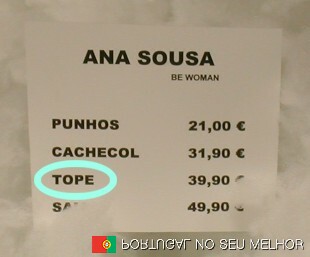 ANA SOUSA
BE WOMAN
PUNHOS 21,00 €
CACHECOL 31,90 €
TOPE 39,90 €
49,90 €
PORTUGAL NO SEU MELHOR